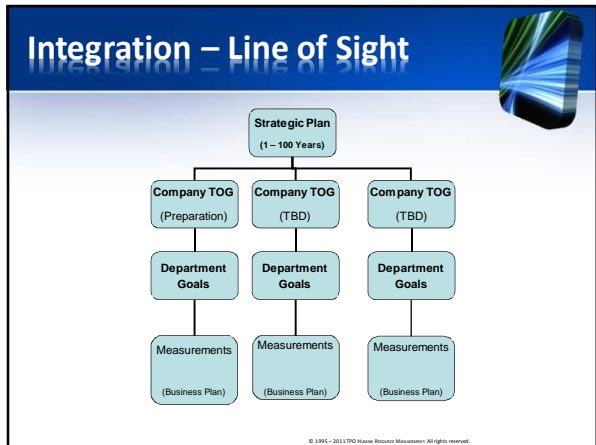 Integration – Line of Sight
Strategic Plan
(1 – 100 Years)
Company TOG
(Preparation)
Company TOG
(TBD)
Company TOG
(TBD)
Department
Goals
Department
Goals
Department
Goals
Measurements
(Business Plan)
Measurements
(Business Plan)
Measurements
(Business Plan)
© 1995 – 2011 TPO Human Resource Management. All rights reserved.